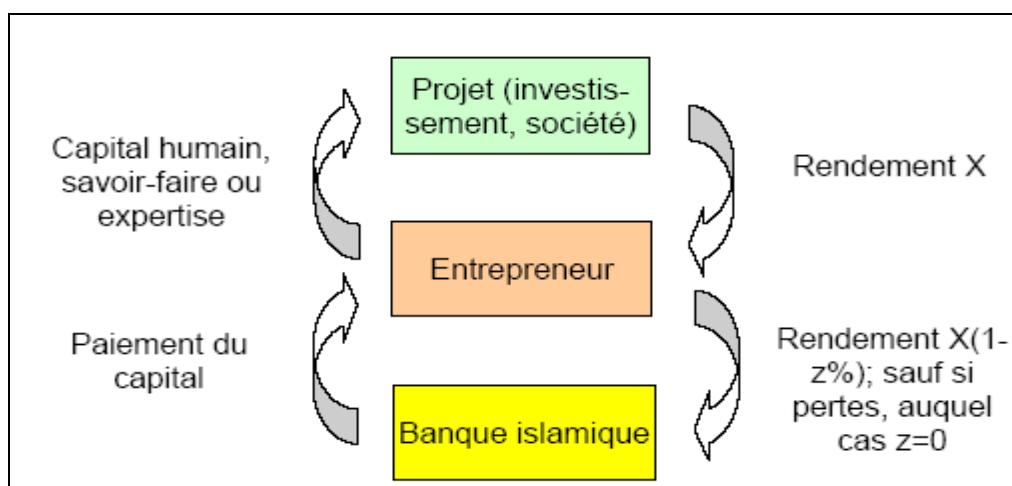 Projet (investis-
sement, société)
Capital humain,
savoir-faire ou
expertise
Rendement X
Entrepreneur
Paiement du
capital
Rendement X(1-
z%); sauf si
pertes, auquel
cas z=0
Banque islamique